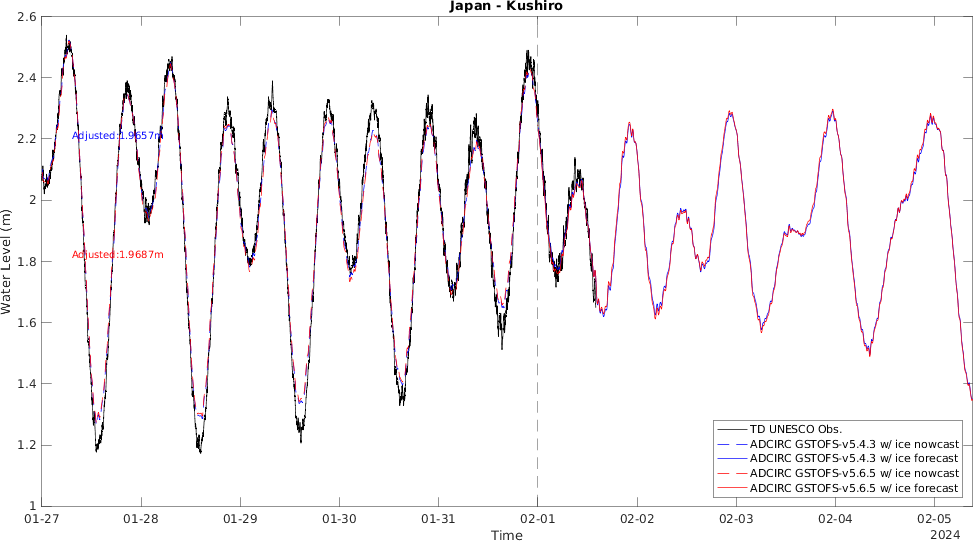 Japan - Kushiro
2.6
2.4
2.2
2
1.8
1.6
1.4
1.2
1
Water Level (m)
Adjusted:1.9657m
Adjusted:1.9687m
TD UNESCO Obs.
ADCIRC GSTOFS-v5.4.3 w/ ice nowcast
ADCIRC GSTOFS-v5.4.3 w/ ice forecast
ADCIRC GSTOFS-v5.6.5 w/ ice nowcast
ADCIRC GSTOFS-v5.6.5 w/ ice forecast
01-27 01-28 01-29 01-30 01-31 02-01 02-02 02-03 02-04 02-05
Time
2024